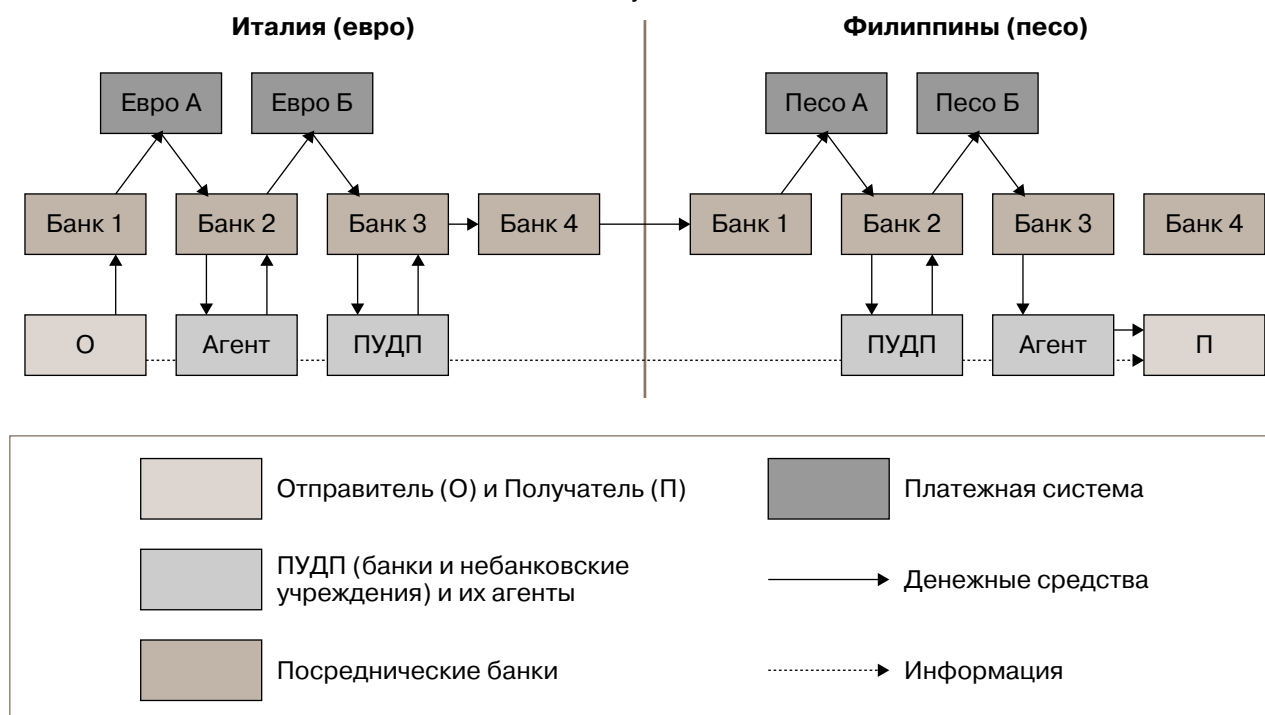 Италия (евро)
Филиппины (песо)
Евро А
Евро Б
Песо А
Песо Б
Банк 1
Банк 2
Банк 3
Банк 4
Банк 1
Банк 2
Банк 3
Банк 4
О
Агент
ПУДП
ПУДП
Агент
П
Отправитель (О) и Получатель (П)
Платежная система
ПУДП (банки и небанковские
учреждения) и их агенты
Денежные средства
Посреднические банки
Информация